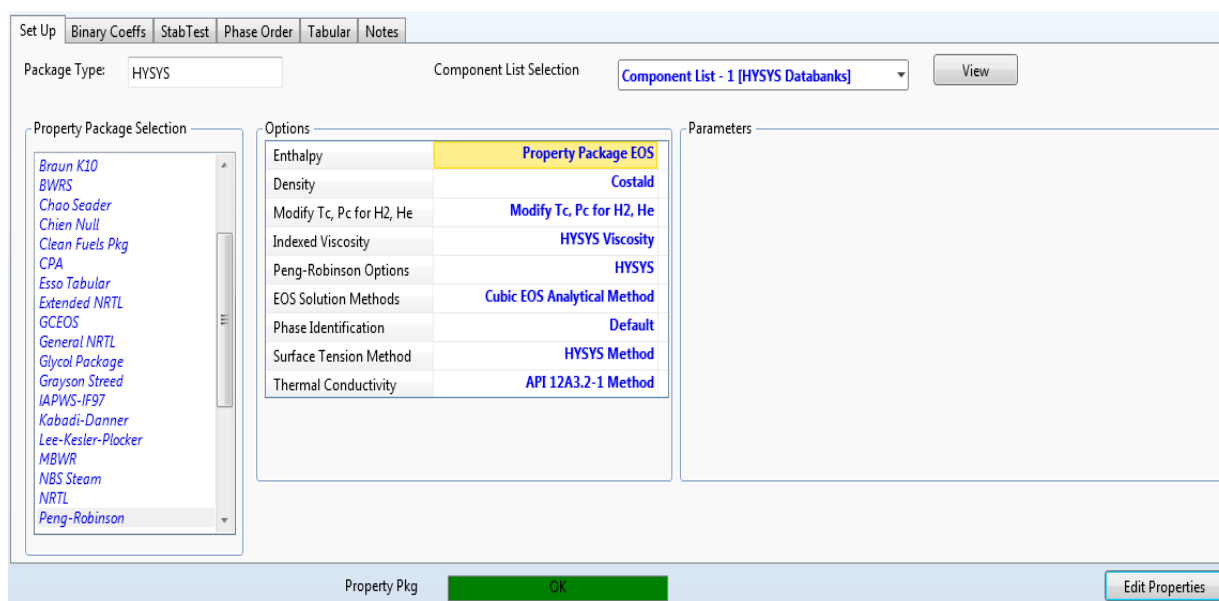 Set Up Binary Coeffs StabTest Phase Order Tabular Notes
Package Type: HYSYS Component List Selection Component List - 1 [HYSYS Databanks] View
Property Package Selection
Braun K10
BWRS
Chao Seader
Chien Null
Clean Fuels Pkg
CPA
Esso Tabular
Extended NRTL
GCEOS
General NRTL
Glycol Package
Grayson Streed
IAPWS-IF97
Kabadi-Danner
Lee-Kesler-Plocker
MBWR
NBS Steam
NRTL
Peng-Robinson
Options
Enthalpy Property Package EOS
Density Costald
Modify Tc, Pc for H2, He Modify Tc, Pc for H2, He
Indexed Viscosity HYSYS Viscosity
Peng-Robinson Options HYSYS
EOS Solution Methods Cubic EOS Analytical Method
Phase Identification Default
Surface Tension Method HYSYS Method
Thermal Conductivity API 12A3.2-1 Method
Parameters
Property Pkg OK Edit Properties